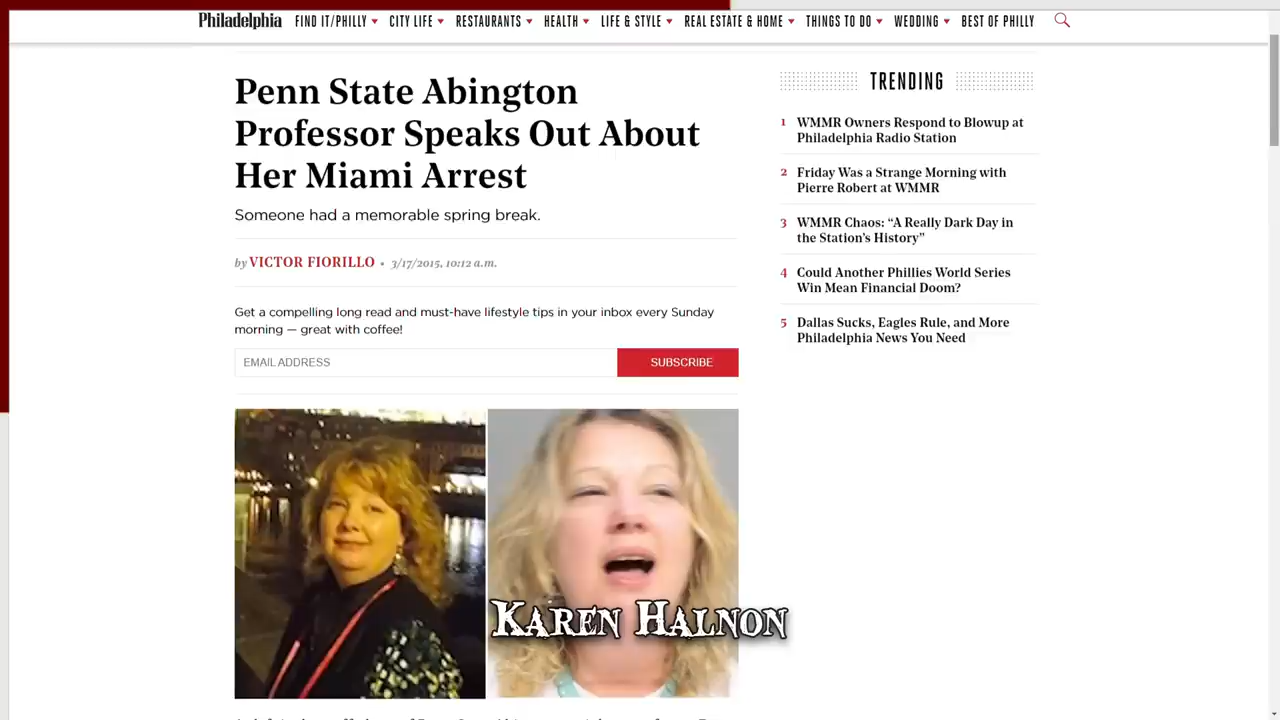 Philadelphia FIND IT/PHILLY CITY LIFE RESTAURANTS HEALTH LIFE & STYLE REAL ESTATE & HOME THINGS TO DO WEDDING BEST OF PHILLY
Penn State Abington
Professor Speaks Out About
Her Miami Arrest
Someone had a memorable spring break.
by VICTOR FIORILLO • 3/17/2015, 10:12 a.m.
Get a compelling long read and must-have lifestyle tips in your inbox every Sunday
morning — great with coffee!
EMAIL ADDRESS SUBSCRIBE
KAREN HALNON
TRENDING
1 WMMR Owners Respond to Blowup at
Philadelphia Radio Station
2 Friday Was a Strange Morning with
Pierre Robert at WMMR
3 WMMR Chaos: “A Really Dark Day in
the Station’s History”
4 Could Another Phillies World Series
Win Mean Financial Doom?
5 Dallas Sucks, Eagles Rule, and More
Philadelphia News You Need